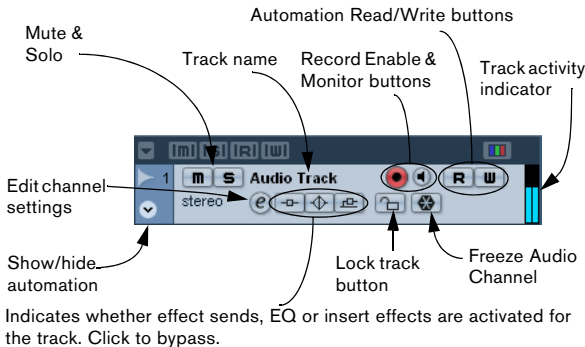 Automation Read/Write buttons
Mute &
Solo
Track name
Record Enable &
Monitor buttons
Track activity
indicator
m S R W
1 m S Audio Track R W
stereo e
Edit channel
settings
Show/hide
automation
Lock track
button
Freeze Audio
Channel
Indicates whether effect sends, EQ or insert effects are activated for
the track. Click to bypass.